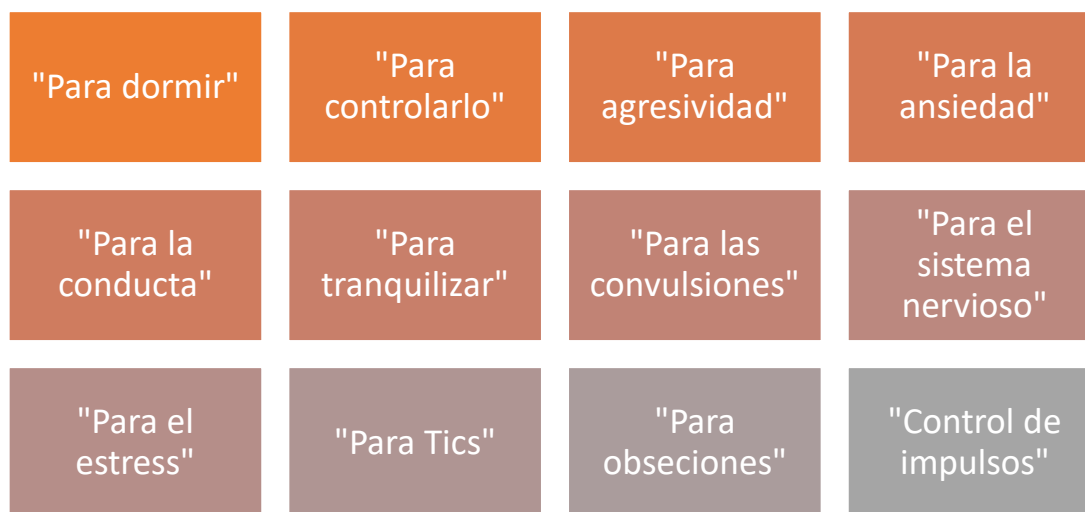 "Para dormir"
"Para
controlarlo"
"Para
agresividad"
"Para la
ansiedad"
"Para la
conducta"
"Para
tranquilizar"
"Para las
convulsiones"
"Para el
sistema
nervioso"
"Para el
estress"
"Para Tics"
"Para
obseciones"
"Control de
impulsos"